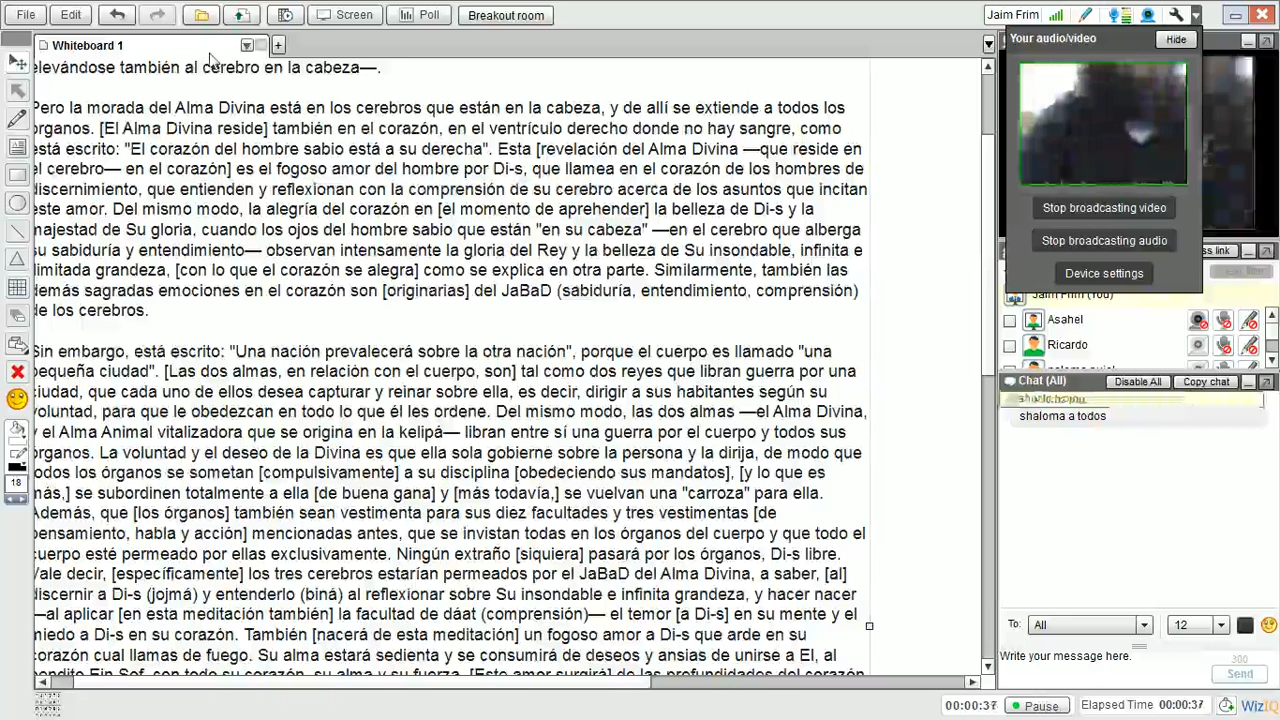 File
Edit
Screen
Poll
Breakout room
Jaim Frim
Whiteboard 1
elevándose también al cerebro en la cabeza—.
Pero la morada del Alma Divina está en los cerebros que están en la cabeza, y de allí se extiende a todos los
órganos. [El Alma Divina reside] también en el corazón, en el ventrículo derecho donde no hay sangre, como
está escrito: "El corazón del hombre sabio está a su derecha". Esta [revelación del Alma Divina —que reside en
el cerebro— en el corazón] es el fogoso amor del hombre por Di-s, que llamea en el corazón de los hombres de
discernimiento, que entienden y reflexionan con la comprensión de su cerebro acerca de los asuntos que incitan
este amor. Del mismo modo, la alegría del corazón en [el momento de aprehender] la belleza de Di-s y la
majestad de Su gloria, cuando los ojos del hombre sabio que están "en su cabeza" —en el cerebro que alberga
su sabiduría y entendimiento— observan intensamente la gloria del Rey y la belleza de Su insondable, infinita e
ilimitada grandeza, [con lo que el corazón se alegra] como se explica en otra parte. Similarmente, también las
demás sagradas emociones en el corazón son [originarias] del JaBaD (sabiduría, entendimiento, comprensión)
de los cerebros.
Sin embargo, está escrito: "Una nación prevalecerá sobre la otra nación", porque el cuerpo es llamado "una
pequeña ciudad". [Las dos almas, en relación con el cuerpo, son] tal como dos reyes que libran guerra por una
ciudad, que cada uno de ellos desea capturar y reinar sobre ella, es decir, dirigir a sus habitantes según su
voluntad, para que le obedezcan en todo lo que él les ordene. Del mismo modo, las dos almas —el Alma Divina,
y el Alma Animal vitalizadora que se origina en la kelipá— libran entre sí una guerra por el cuerpo y todos sus
órganos. La voluntad y el deseo de la Divina es que ella sola gobierne sobre la persona y la dirija, de modo que
todos los órganos se sometan [compulsivamente] a su disciplina [obedeciendo sus mandatos], [y lo que es
más,] se subordinen totalmente a ella [de buena gana] y [más todavía,] se vuelvan una "carroza" para ella.
Además, que [los órganos] también sean vestimenta para sus diez facultades y tres vestimentas [de
pensamiento, habla y acción] mencionadas antes, que se invistan todas en los órganos del cuerpo y que todo el
cuerpo esté permeado por ellas exclusivamente. Ningún extraño [siquiera] pasará por los órganos, Di-s libre.
Vale decir, [específicamente] los tres cerebros estarían permeados por el JaBaD del Alma Divina, a saber, [al]
discernir a Di-s (jojmá) y entenderlo (biná) al reflexionar sobre Su insondable e infinita grandeza, y hacer nacer
—al aplicar [en esta meditación también] la facultad de dáat (comprensión)— el temor [a Di-s] en su mente y el
miedo a Di-s en su corazón. También [nacerá de esta meditación] un fogoso amor a Di-s que arde en su
corazón cual llamas de fuego. Su alma estará sedienta y se consumirá de deseos y ansias de unirse a El, al
bendito Ein Sof, con todo su corazón, su alma y su fuerza. [Este amor surgirá] de las profundidades del corazón
18
Your audio/video
Hide
Stop broadcasting video
Stop broadcasting audio
Device settings
ss link
Jaim Frim (You)
Asahel
Ricardo
Chat (All)
Disable All
Copy chat
shaloma a todos
To:
All
12
Write your message here.
300
Send
00:00:37
Pause
Elapsed Time
00:00:37
WizIQ